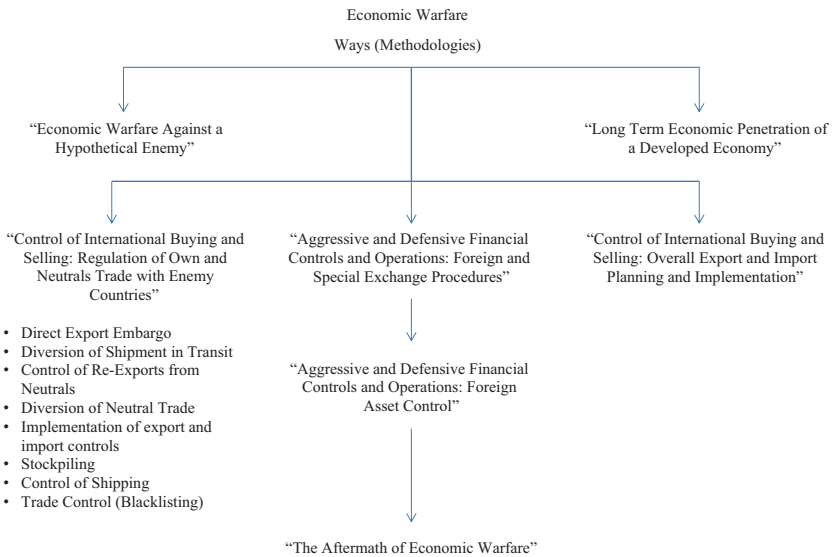 Economic Warfare
Ways (Methodologies)
“Economic Warfare Against a
Hypothetical Enemy”
“Long Term Economic Penetration of
a Developed Economy”
“Control of International Buying and
Selling: Regulation of Own and
Neutrals Trade with Enemy
Countries”
• Direct Export Embargo
• Diversion of Shipment in Transit
• Control of Re-Exports from
Neutrals
• Diversion of Neutral Trade
• Implementation of export and
import controls
• Stockpiling
• Control of Shipping
• Trade Control (Blacklisting)
“Aggressive and Defensive Financial
Controls and Operations: Foreign and
Special Exchange Procedures”
“Aggressive and Defensive Financial
Controls and Operations: Foreign
Asset Control”
“The Aftermath of Economic Warfare”
“Control of International Buying and
Selling: Overall Export and Import
Planning and Implementation”